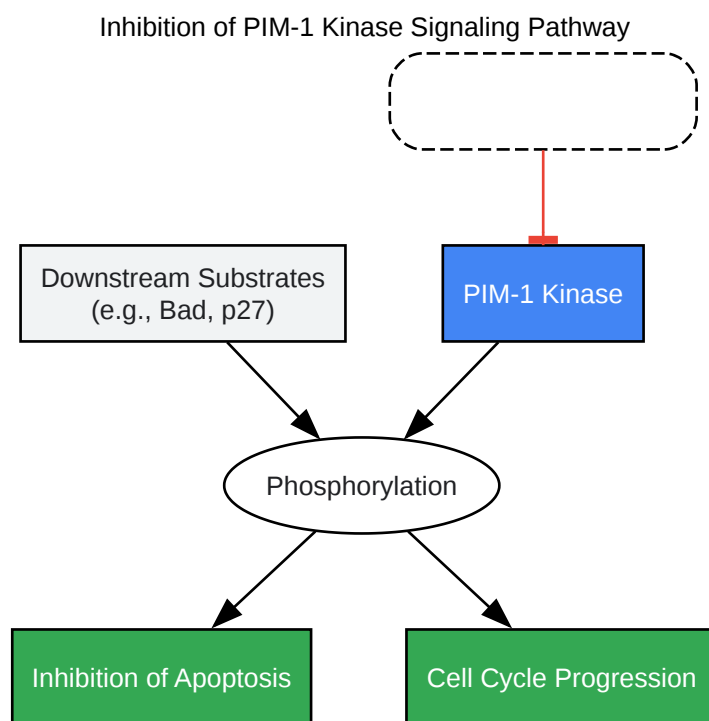 Inhibition of PIM-1 Kinase Signaling Pathway
Downstream Substrates
(e.g., Bad, p27)
PIM-1 Kinase
Phosphorylation
Inhibition of Apoptosis
Cell Cycle Progression